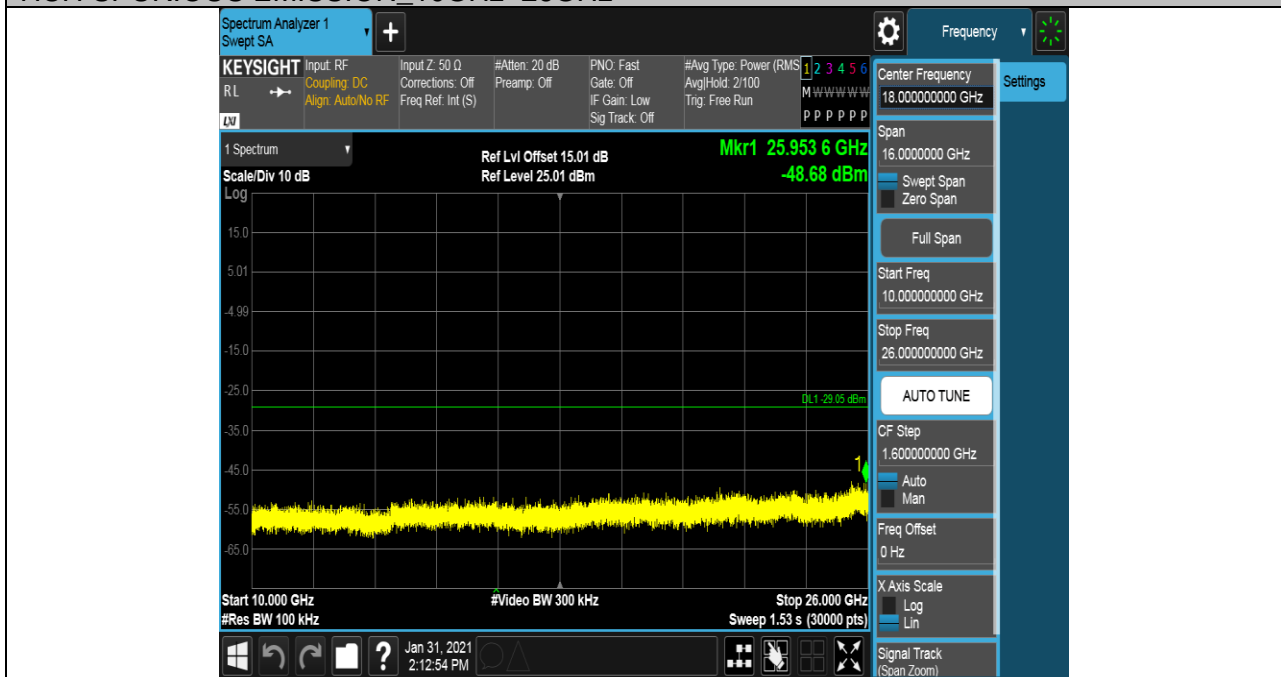 Spectrum Analyzer 1
Swept SA
+
Frequency
KEYSIGHT
RL
LXI
Input: RF
Coupling: DC
Align: Auto/No RF
Input Z: 50 Ω
Corrections: Off
Freq Ref: Int (S)
#Atten: 20 dB
Preamp: Off
PNO: Fast
Gate: Off
IF Gain: Low
Sig Track: Off
#Avg Type: Power (RMS
Avg|Hold: 2/100
Trig: Free Run
1 2 3 4 5 6
M W W W W W
P P P P P P
Center Frequency
18.000000000 GHz
Settings
Span
16.0000000 GHz
Swept Span
Zero Span
Full Span
Start Freq
10.000000000 GHz
Stop Freq
26.000000000 GHz
AUTO TUNE
CF Step
1.600000000 GHz
Auto
Man
Freq Offset
0 Hz
X Axis Scale
Log
Lin
Signal Track
(Span Zoom)
1 Spectrum
Scale/Div 10 dB
Ref Lvl Offset 15.01 dB
Ref Level 25.01 dBm
Mkr1 25.953 6 GHz
-48.68 dBm
Log
15.0
5.01
-4.99
-15.0
-25.0
DL1 -29.05 dBm
-35.0
-45.0
1
-55.0
-65.0
Start 10.000 GHz
#Video BW 300 kHz
Stop 26.000 GHz
#Res BW 100 kHz
Sweep 1.53 s (30000 pts)
?
Jan 31, 2021
2:12:54 PM